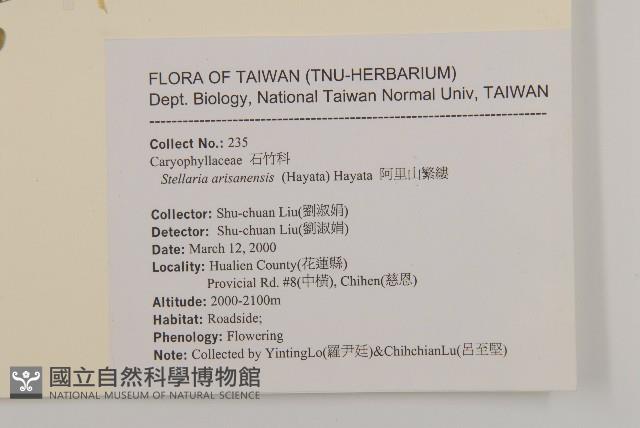 FLORA OF TAIWAN (TNU-HERBARIUM)
Dept. Biology, National Taiwan Normal Univ, TAIWAN
----------------------------------------------------------------------
Collect No.: 235
Caryophyllaceae 石竹科
Stellaria arisanensis (Hayata) Hayata 阿里山繁縷
Collector: Shu-chuan Liu(劉淑娟)
Detector: Shu-chuan Liu(劉淑娟)
Date: March 12, 2000
Locality: Hualien County(花蓮縣)
Provicial Rd. #8(中橫), Chihen(慈恩)
Altitude: 2000-2100m
Habitat: Roadside;
Phenology: Flowering
Note: Collected by YintingLo(羅尹廷)&ChihchianLu(呂至堅)
國立自然科學博物館
NATIONAL MUSEUM OF NATURAL SCIENCE